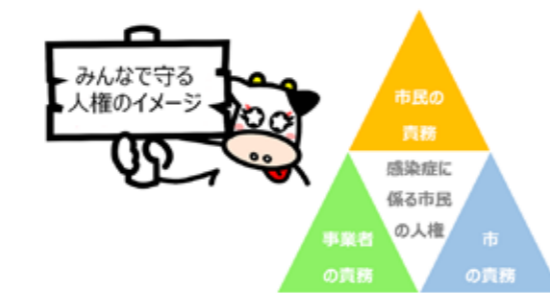 みんなで守る
人権のイメージ
市民の
責務
感染症に
係る市民
の人権
事業者
の責務
市
の責務